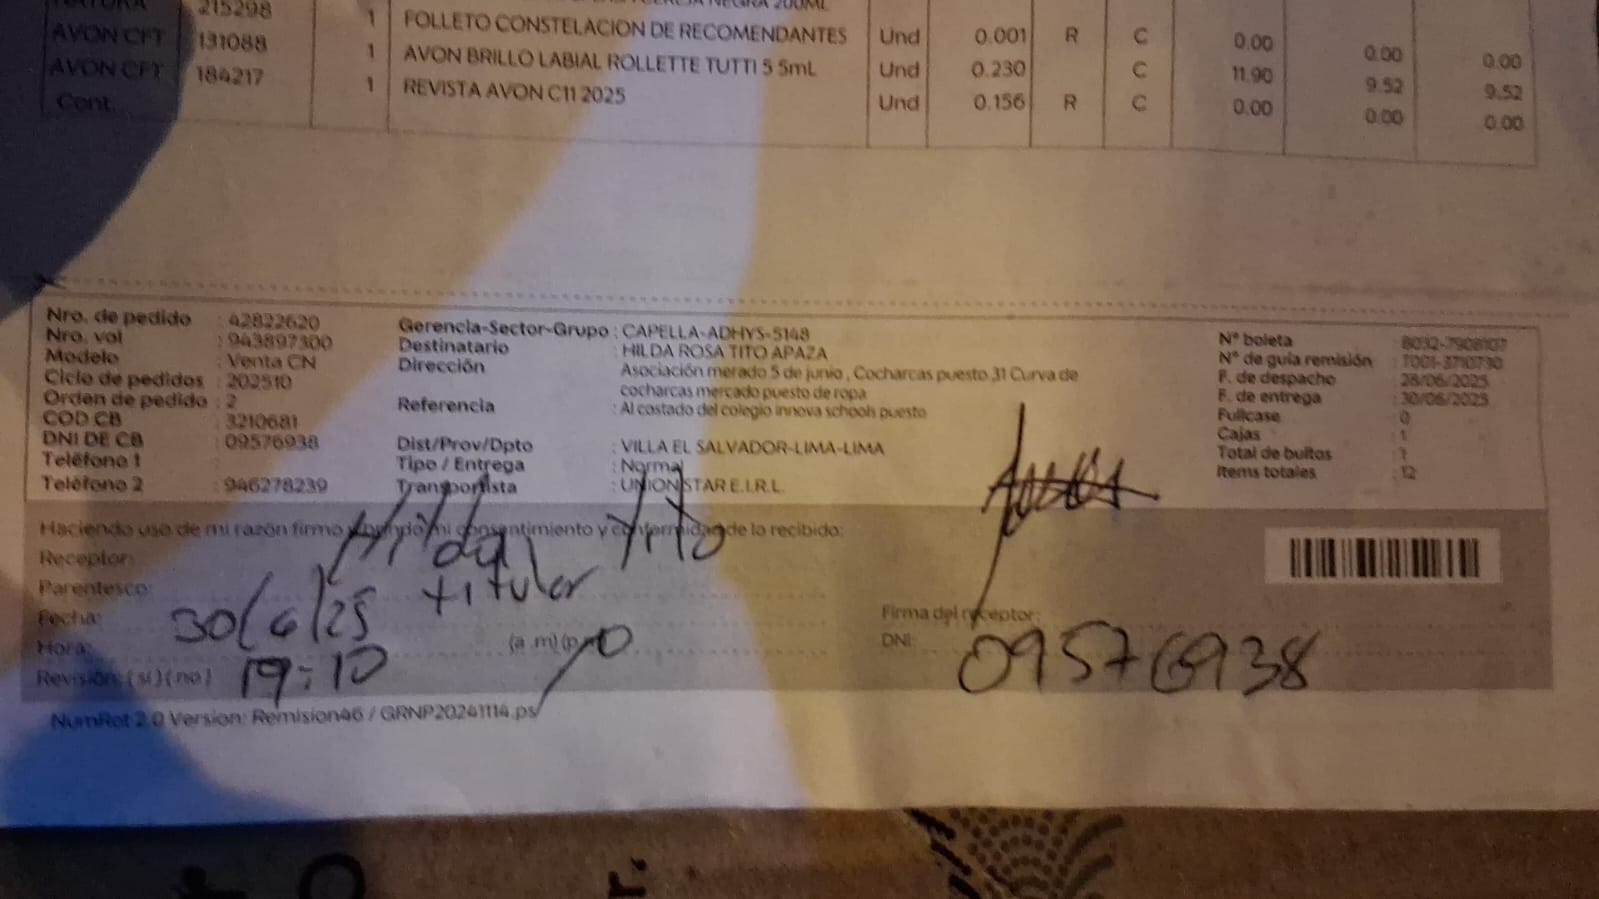 215298 1 FOLLETO CONSTELACION DE RECOMENDANTES Und 0.001 R C 0.00 0.00 0.00
AVON CFT 131088 1 AVON BRILLO LABIAL ROLLETTE TUTTI 5 5mL Und 0.230 C 11.90 9.52 9.52
AVON CFT 184217 1 REVISTA AVON C11 2025 Und 0.156 R C 0.00 0.00 0.00
Cont.
Nro. de pedido : 42822620
Nro. vol : 943897300
Modelo : Venta CN
Ciclo de pedidos : 202510
Orden de pedido : 2
COD CB : 3210681
DNI DE CB : 09576938
Teléfono 1 :
Teléfono 2 : 946278239
Gerencia-Sector-Grupo : CAPELLA-ADHYS-5148
Destinatario : HILDA ROSA TITO APAZA
Dirección Asociación merado 5 de junio , Cocharcas puesto 31 Curva de
cocharcas mercado puesto de ropa
Referencia : Al costado del colegio innova schools puesto
Dist/Prov/Dpto : VILLA EL SALVADOR-LIMA-LIMA
Tipo / Entrega : Normal
Transportista : UNION STAR E.I.R.L.
N° boleta
N° de guia remisión : T001-3710730
F. de despacho : 28/06/2025
F. de entrega : 30/06/2025
Fullcase : 0
Cajas : 1
Total de bultos : 1
Items totales : 12
Haciendo uso de mi razón firmo y mi consentimiento y conformidad de lo recibido:
Receptor: Hilda Tito
Parentesco: titular
Fecha: 30/6/25
Hora: 19:10 (a .m) (p.
Revisión: ( si ) ( no )
Firma del receptor:
DNI: 09576938
NumRot 2.0 Version: Remision46 / GRNP20241114.ps